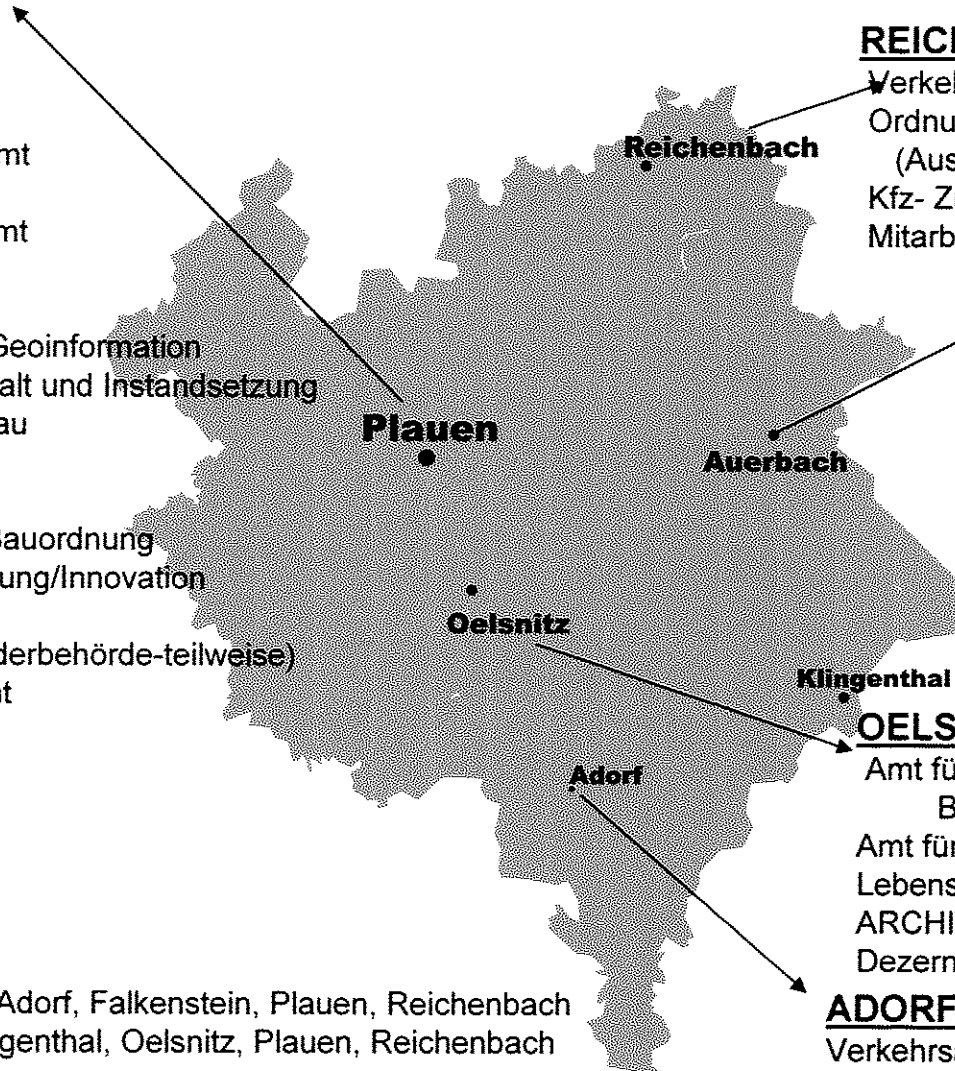 mt
mt
Geoinformation
alt und Instandsetzung
au
Bauordnung
ung/Innovation
derbehörde-teilweise)
nt
Adorf, Falkenstein, Plauen, Reichenbach
genthal, Oelsnitz, Plauen, Reichenbach
Reichenbach
Plauen
Auerbach
Oelsnitz
Klingenthal
Adorf
REICH
Verkeh
Ordnu
(Aus
Kfz- Z
Mitarb
OELS
Amt fü
B
Amt für
Lebens
ARCHI
Dezern
ADORF
Verkehrsa